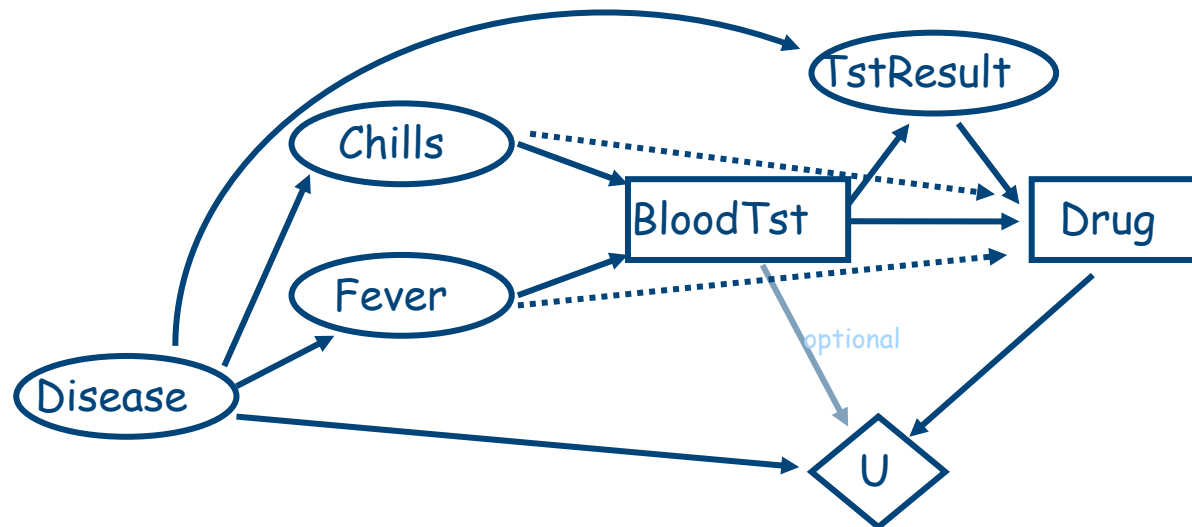 TstResult
Chills
BloodTst
Drug
Fever
optional
Disease
U